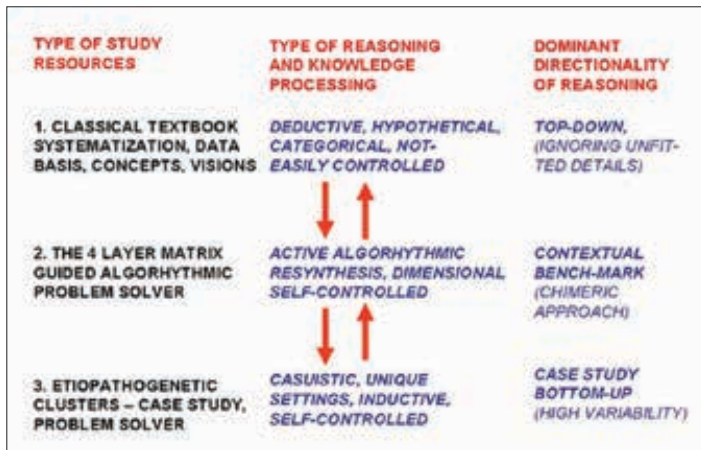 TYPE OF STUDY
RESOURCES
TYPE OF REASONING
AND KNOWLEDGE
PROCESSING
DOMINANT
DIRECTIONALITY
OF REASONING
1. CLASSICAL TEXTBOOK
SYSTEMATIZATION, DATA
BASIS, CONCEPTS, VISIONS
DEDUCTIVE, HYPOTHETICAL,
CATEGORICAL, NOT-
EASILY CONTROLLED
TOP-DOWN,
(IGNORING UNFIT-
TED DETAILS)
2. THE 4 LAYER MATRIX
GUIDED ALGORHYTHMIC
PROBLEM SOLVER
ACTIVE ALGORHYTHMIC
RESYNTHESIS, DIMENSIONAL
SELF-CONTROLLED
CONTEXTUAL
BENCH-MARK
(CHIMERIC
APPROACH)
3. ETIOPATHOGENETIC
CLUSTERS – CASE STUDY,
PROBLEM SOLVER
CASUISTIC, UNIQUE
SETTINGS, INDUCTIVE,
SELF-CONTROLLED
CASE STUDY
BOTTOM-UP
(HIGH VARIABILITY)